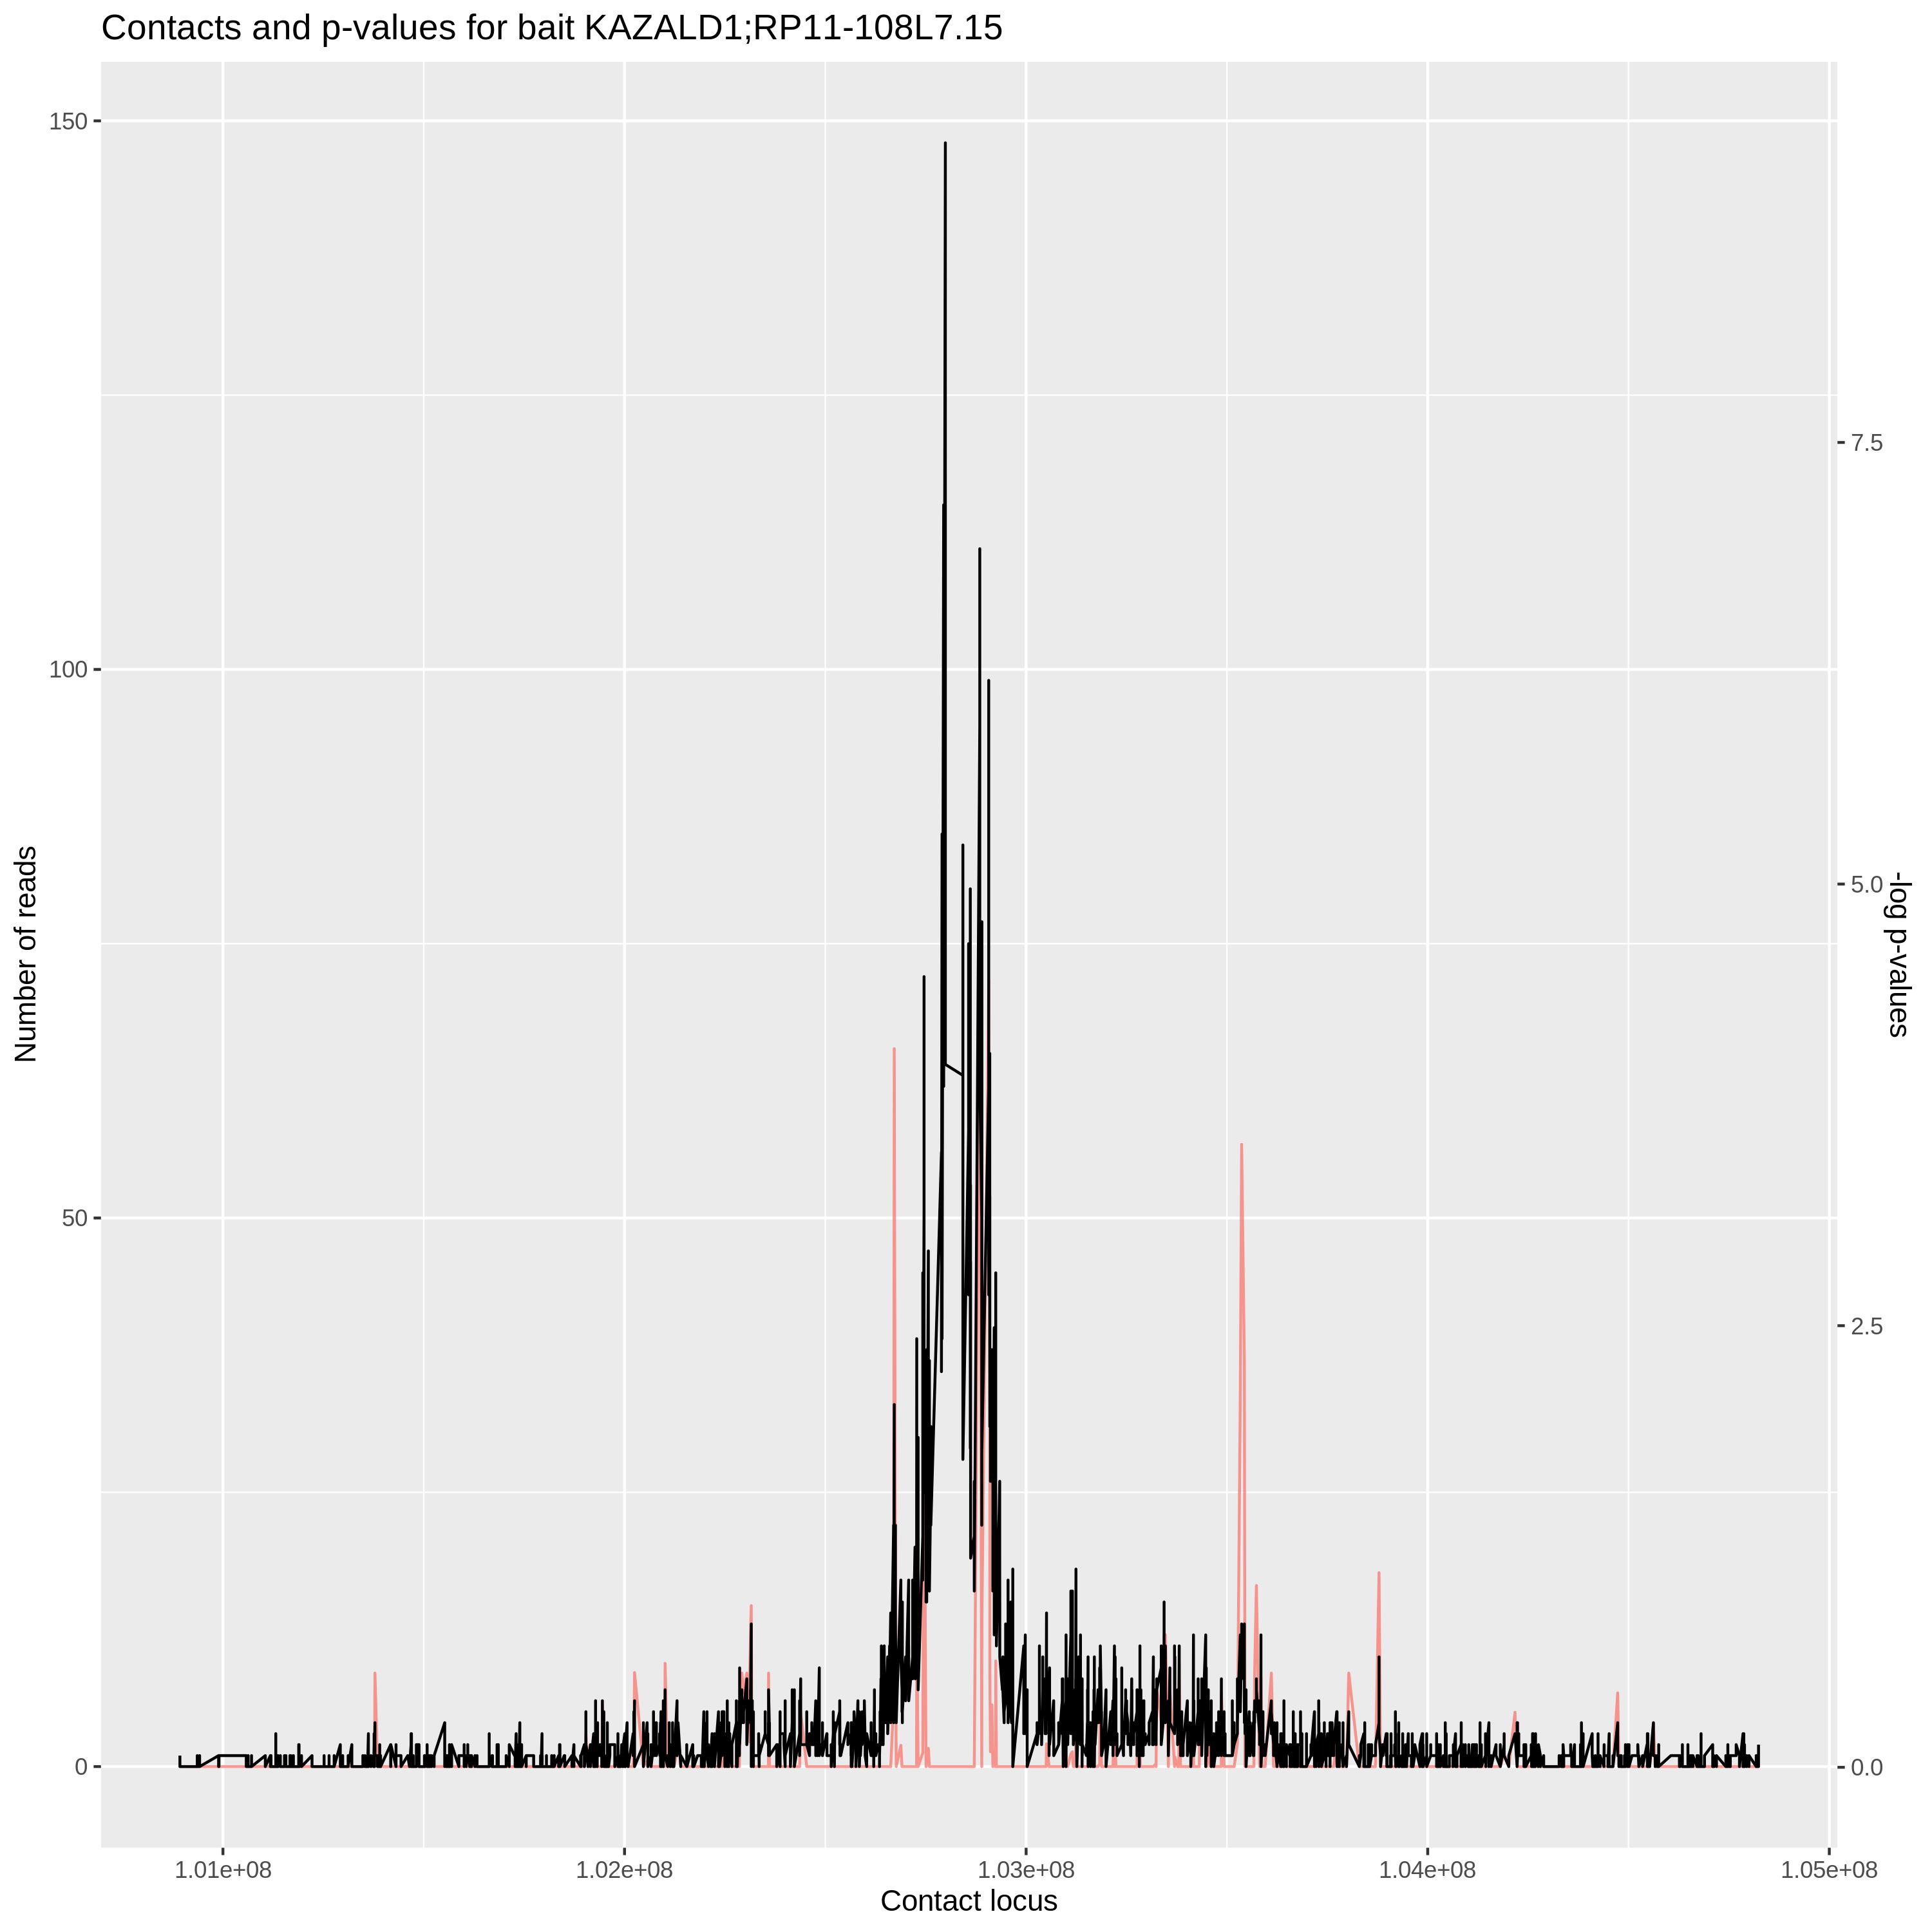 Contacts and p-values for bait KAZALD1;RP11-108L7.15
150
100
50
0
Number of reads
7.5
5.0
2.5
0.0
-log p-values
1.01e+08
1.02e+08
1.03e+08
1.04e+08
1.05e+08
Contact locus